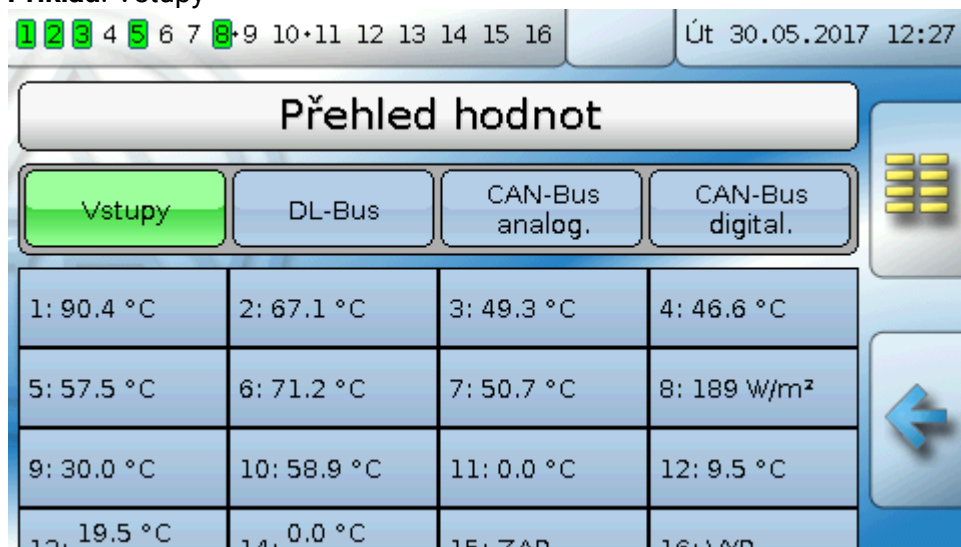 1 2 3 4 5 6 7 8•9 10•11 12 13 14 15 16 Út 30.05.2017 12:27
Přehled hodnot
Vstupy DL-Bus CAN-Bus analog. CAN-Bus digital.
1: 90.4 °C 2: 67.1 °C 3: 49.3 °C 4: 46.6 °C
5: 57.5 °C 6: 71.2 °C 7: 50.7 °C 8: 189 W/m²
9: 30.0 °C 10: 58.9 °C 11: 0.0 °C 12: 9.5 °C
19.5 °C 0.0 °C